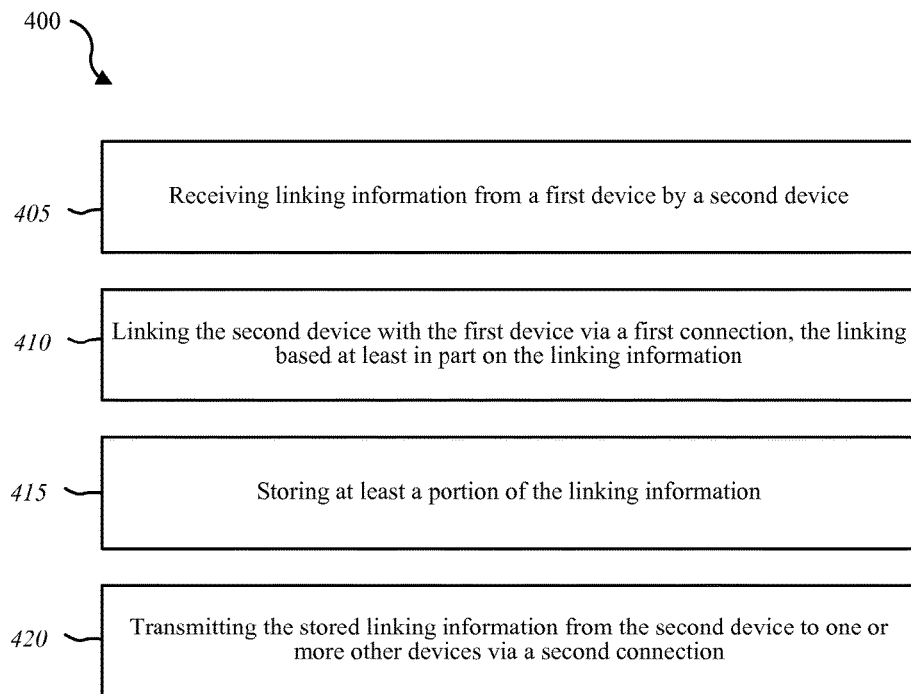 400
405
Receiving linking information from a first device by a second device
410
Linking the second device with the first device via a first connection, the linking
based at least in part on the linking information
415
Storing at least a portion of the linking information
420
Transmitting the stored linking information from the second device to one or
more other devices via a second connection